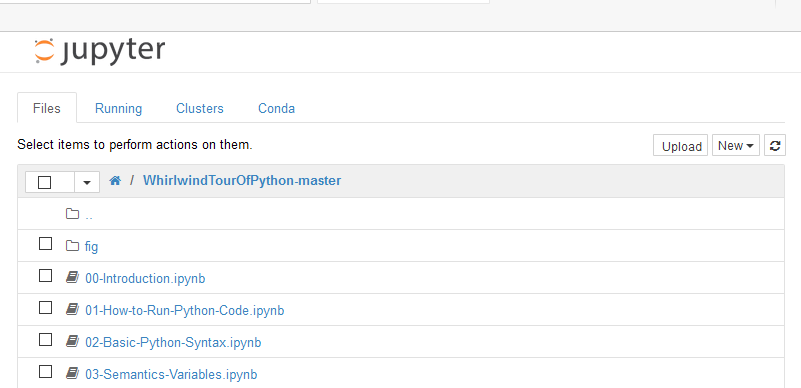 jupyter
Files Running Clusters Conda
Select items to perform actions on them. Upload New
/ WhirlwindTourOfPython-master
..
fig
00-Introduction.ipynb
01-How-to-Run-Python-Code.ipynb
02-Basic-Python-Syntax.ipynb
03-Semantics-Variables.ipynb